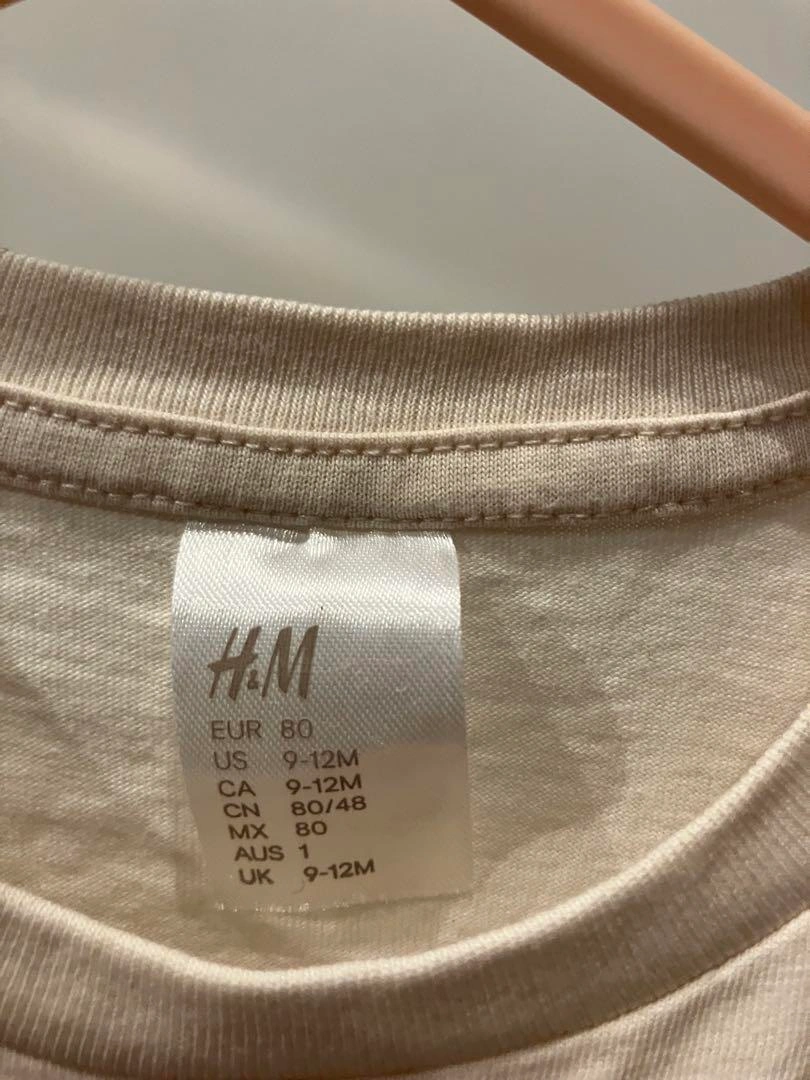 H&M
EUR 80
US 9-12M
CA 9-12M
CN 80/48
MX 80
AUS 1
UK 9-12M